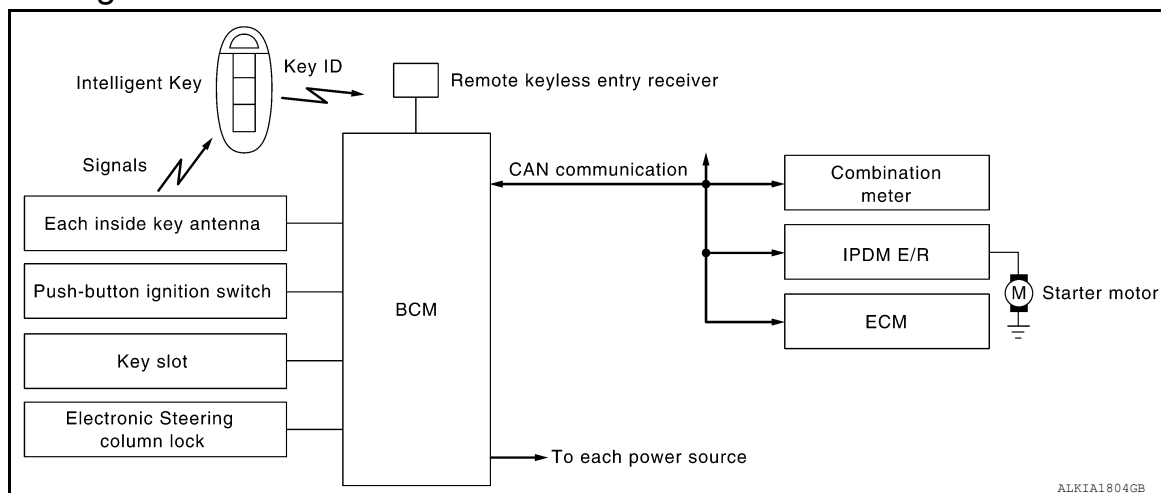 Intelligent Key
Key ID
Remote keyless entry receiver
Signals
CAN communication
Each inside key antenna
Push-button ignition switch
Key slot
Electronic Steering
column lock
BCM
Combination
meter
IPDM E/R
ECM
M
Starter motor
To each power source
ALKIA1804GB